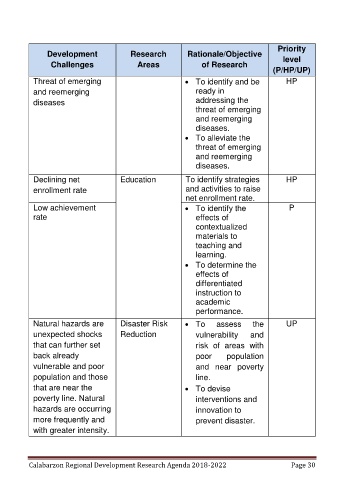 Development
Challenges
Research
Areas
Rationale/Objective
of Research
Priority
level
(P/HP/UP)
Threat of emerging
and reemerging
diseases
• To identify and be
ready in
addressing the
threat of emerging
and reemerging
diseases.
• To alleviate the
threat of emerging
and reemerging
diseases.
HP
Declining net
enrollment rate
Education
To identify strategies
and activities to raise
net enrollment rate.
HP
Low achievement
rate
• To identify the
effects of
contextualized
materials to
teaching and
learning.
• To determine the
effects of
differentiated
instruction to
academic
performance.
P
Natural hazards are
unexpected shocks
that can further set
back already
vulnerable and poor
population and those
that are near the
poverty line. Natural
hazards are occurring
more frequently and
with greater intensity.
Disaster Risk
Reduction
• To assess the
vulnerability and
risk of areas with
poor population
and near poverty
line.
• To devise
interventions and
innovation to
prevent disaster.
UP
Calabarzon Regional Development Research Agenda 2018-2022 Page 30